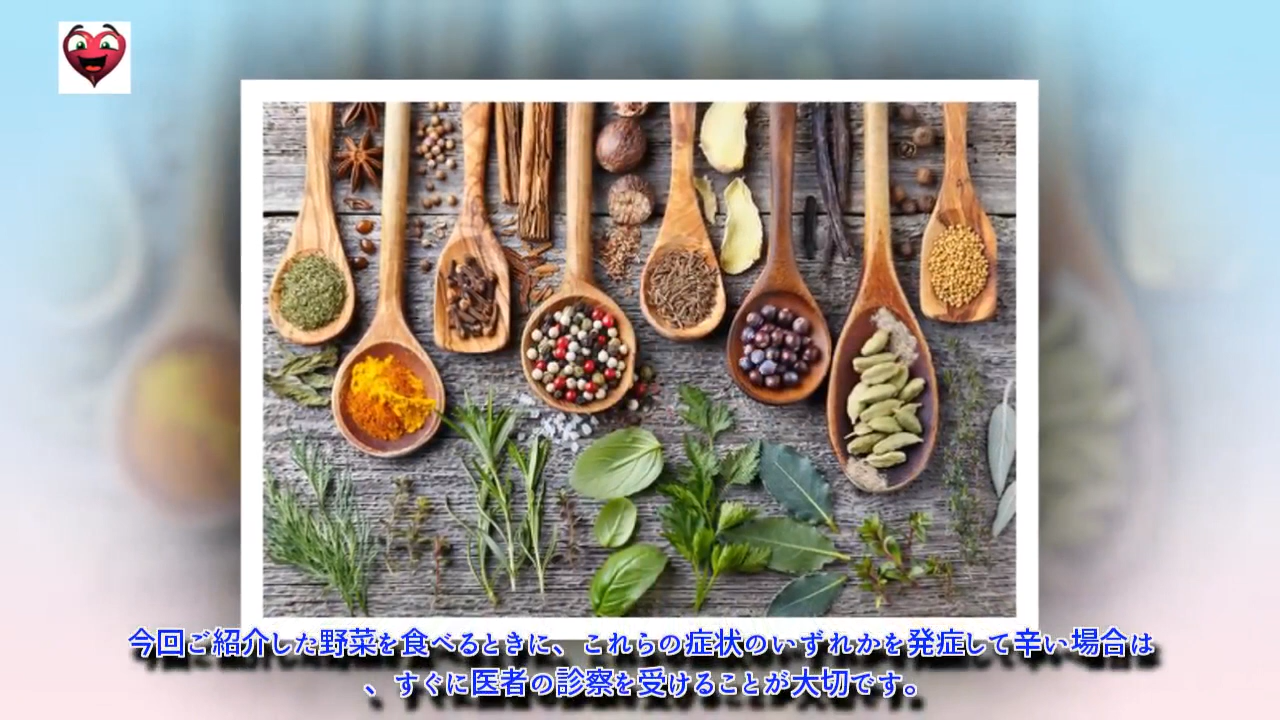 今回ご紹介した野菜を食べるときに、これらの症状のいずれかを発症して辛い場合は
、すぐに医者の診察を受けることが大切です。